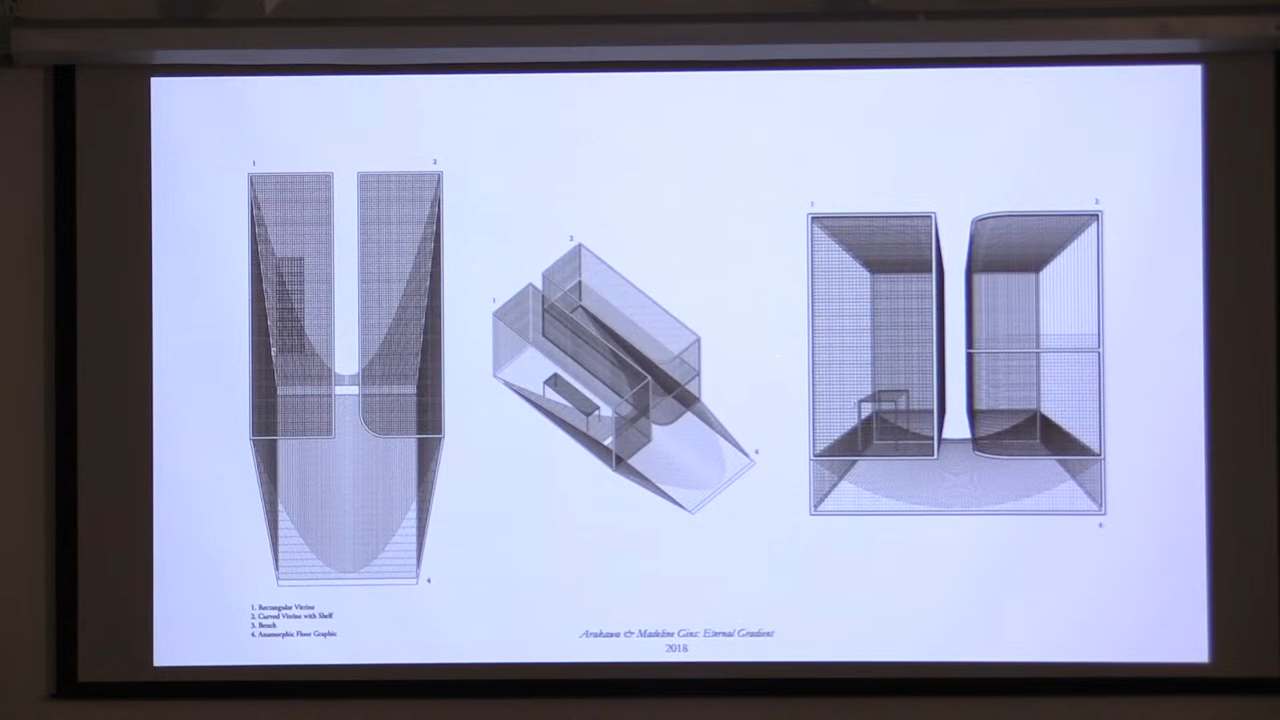 1
2
2
1
1
2
4
4
4
1. Rectangular Vitrine
2. Curved Vitrine with Shelf
3. Bench
4. Anamorphic Floor Graphic
Arakawa & Madeline Gins: Eternal Gradient
2018